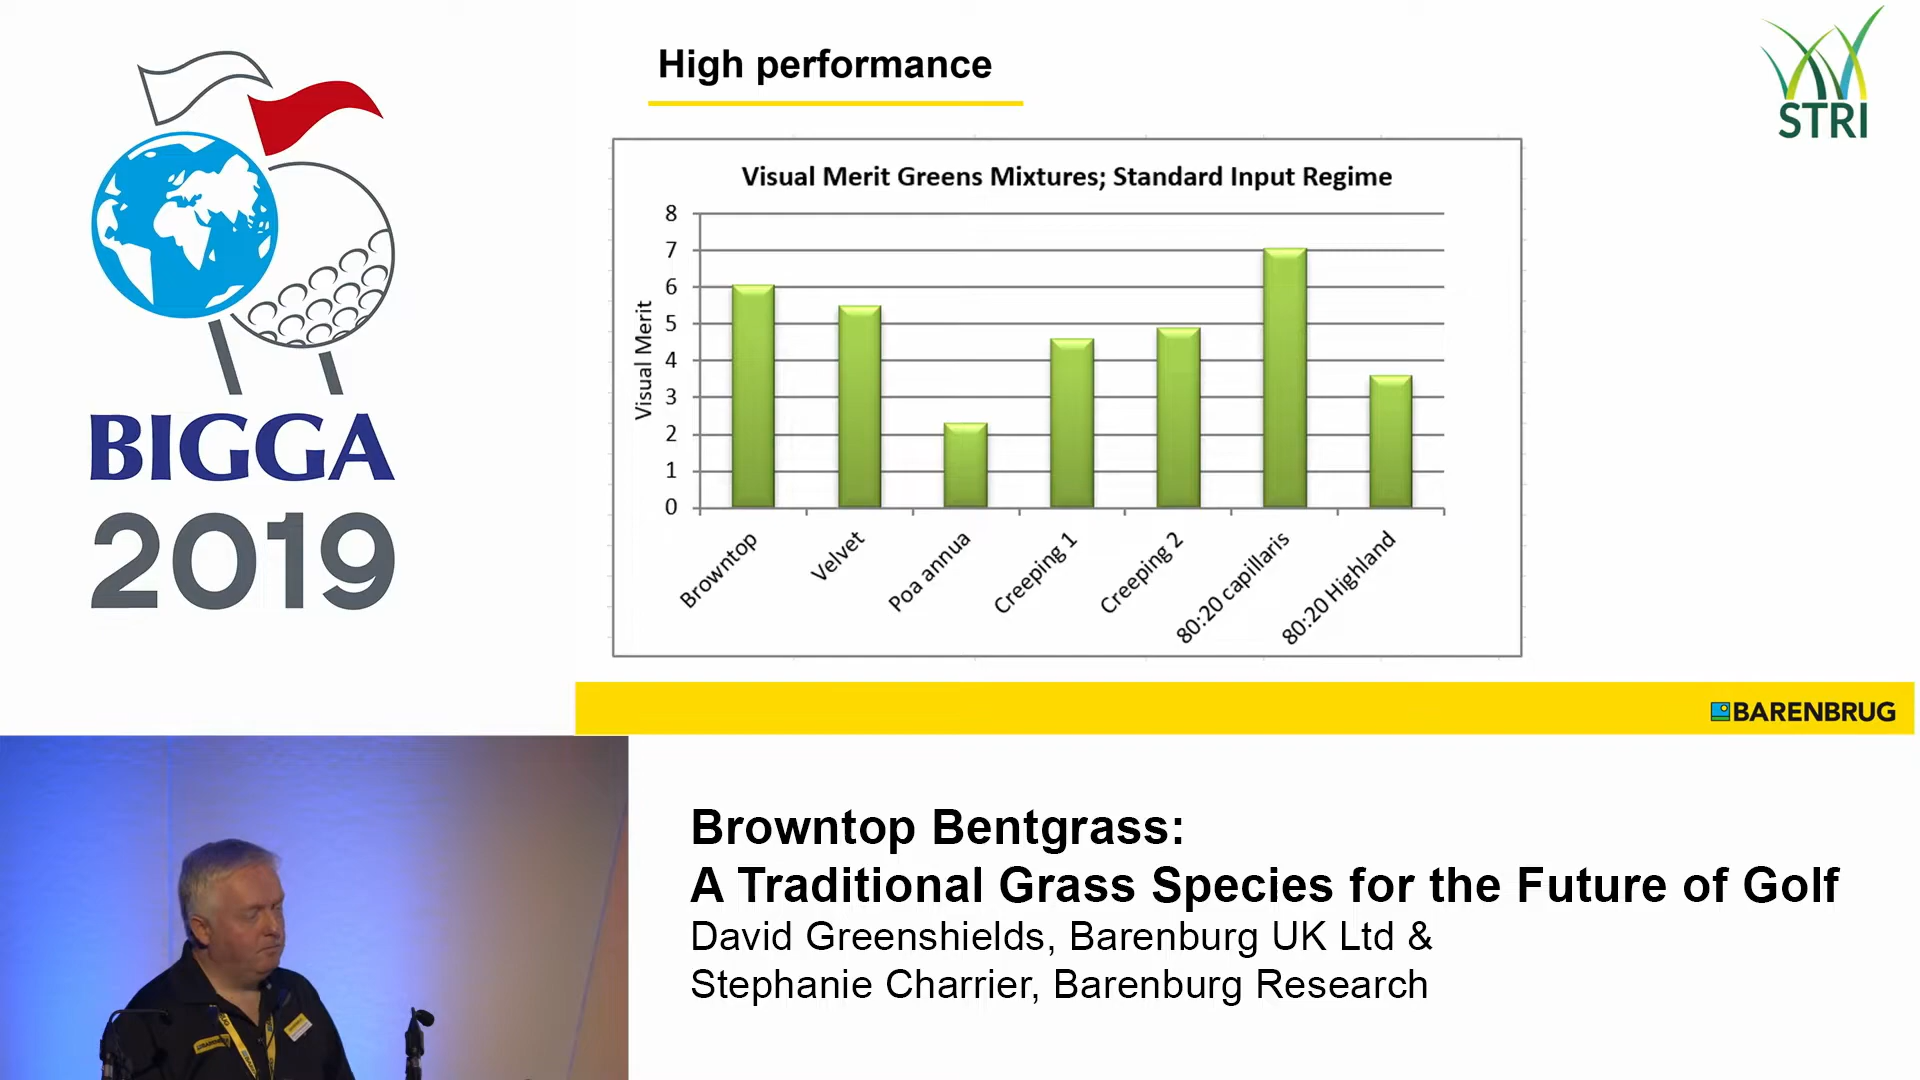 High performance
STRI
Visual Merit Greens Mixtures; Standard Input Regime
8
7
6
5
4
3
2
1
0
Visual Merit
Browntop
Velvet
Poa annua
Creeping 1
Creeping 2
80:20 capillaris
80:20 Highland
BIGGA
2019
BARENBRUG
Browntop Bentgrass:
A Traditional Grass Species for the Future of Golf
David Greenshields, Barenburg UK Ltd &
Stephanie Charrier, Barenburg Research